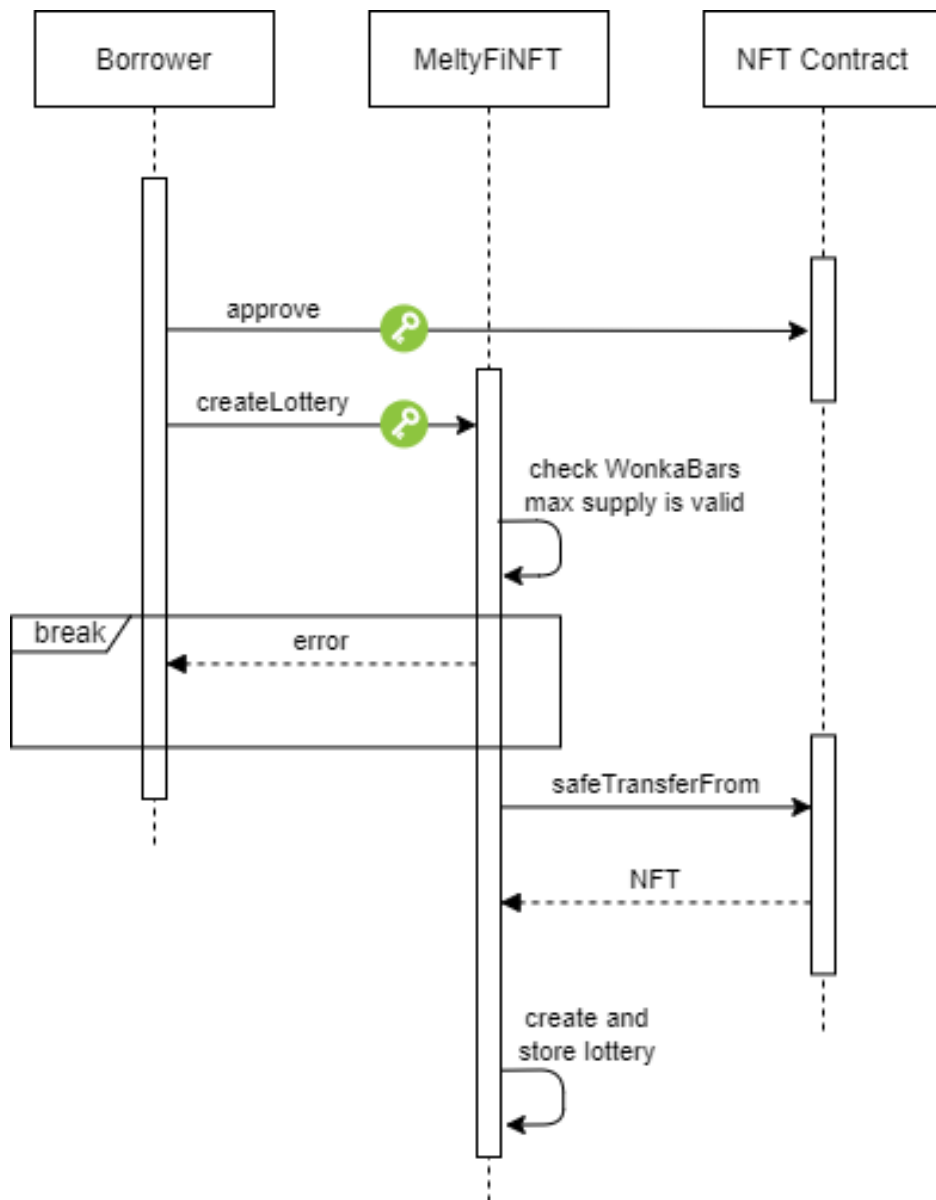 Borrower
MeltyFiNFT
NFT Contract
approve
createLottery
check WonkaBars
max supply is valid
break
error
safeTransferFrom
NFT
create and
store lottery